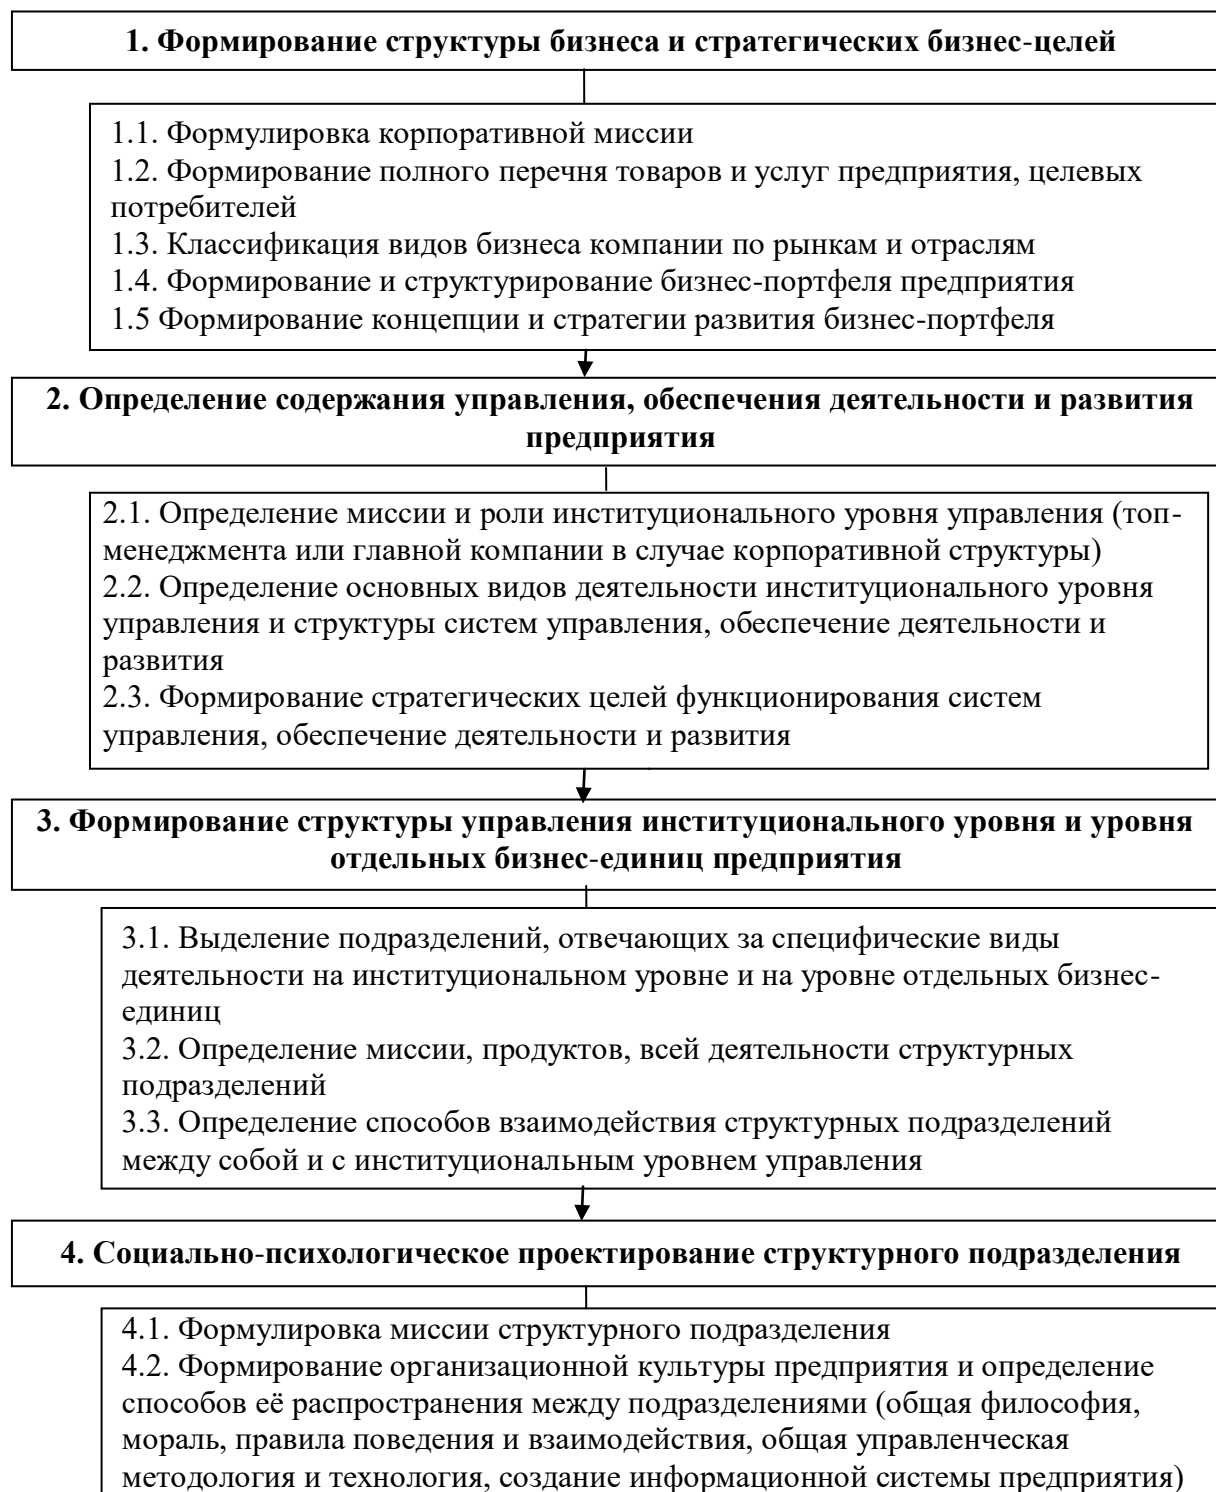 1. Формирование структуры бизнеса и стратегических бизнес-целей
1.1. Формулировка корпоративной миссии
1.2. Формирование полного перечня товаров и услуг предприятия, целевых
потребителей
1.3. Классификация видов бизнеса компании по рынкам и отраслям
1.4. Формирование и структурирование бизнес-портфеля предприятия
1.5 Формирование концепции и стратегии развития бизнес-портфеля
2. Определение содержания управления, обеспечения деятельности и развития
предприятия
2.1. Определение миссии и роли институционального уровня управления (топ-
менеджмента или главной компании в случае корпоративной структуры)
2.2. Определение основных видов деятельности институционального уровня
управления и структуры систем управления, обеспечение деятельности и
развития
2.3. Формирование стратегических целей функционирования систем
управления, обеспечение деятельности и развития
3. Формирование структуры управления институционального уровня и уровня
отдельных бизнес-единиц предприятия
3.1. Выделение подразделений, отвечающих за специфические виды
деятельности на институциональном уровне и на уровне отдельных бизнес-
единиц
3.2. Определение миссии, продуктов, всей деятельности структурных
подразделений
3.3. Определение способов взаимодействия структурных подразделений
между собой и с институциональным уровнем управления
4. Социально-психологическое проектирование структурного подразделения
4.1. Формулировка миссии структурного подразделения
4.2. Формирование организационной культуры предприятия и определение
способов её распространения между подразделениями (общая философия,
мораль, правила поведения и взаимодействия, общая управленческая
методология и технология, создание информационной системы предприятия)